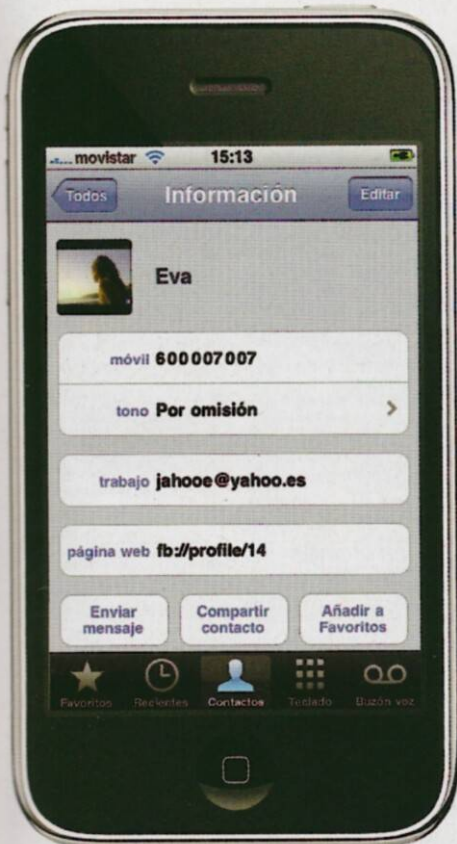 movistar 15:13
Todos Información Editar
Eva
móvil 600007007
tono Por omisión
trabajo jahooe@yahoo.es
página web fb://profile/14
Enviar mensaje
Compartir contacto
Añadir a Favoritos
Favoritos Recientes Contactos Teclado Buzón voz